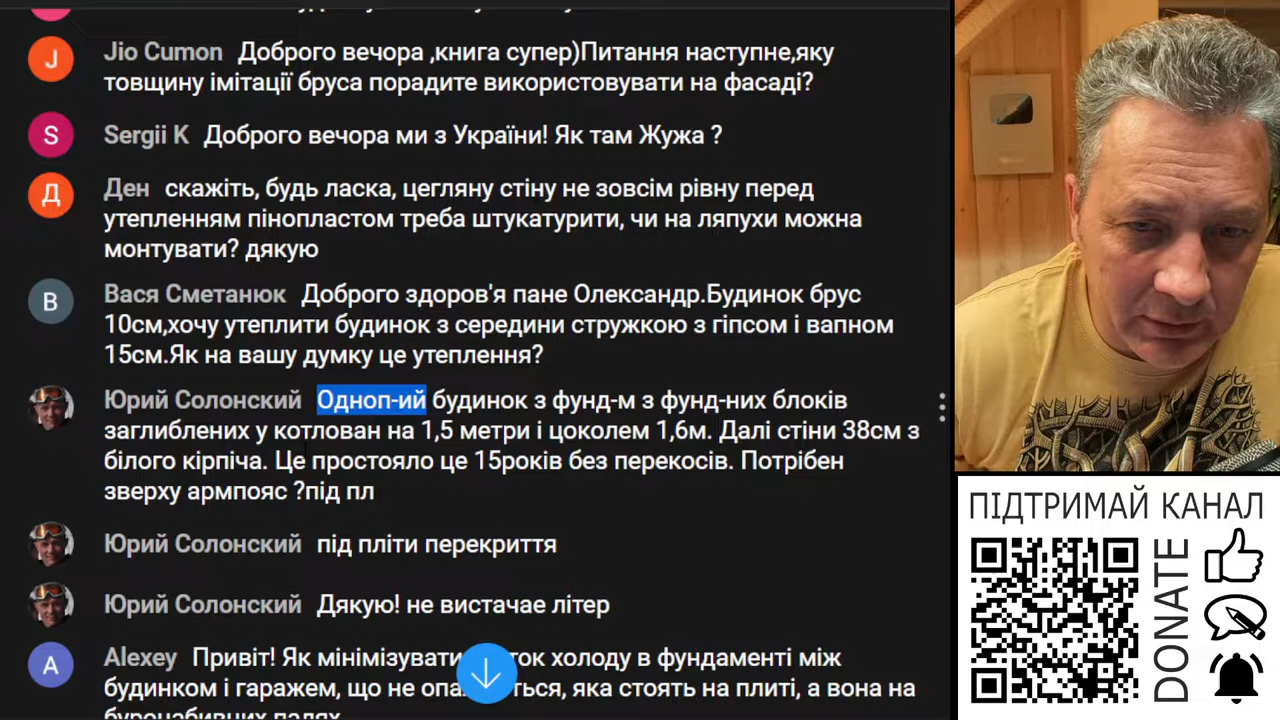 Jio Cumon Доброго вечора ,книга супер)Питання наступне,яку
товщину імітації бруса порадите використовувати на фасаді?
Sergii K Доброго вечора ми з України! Як там Жужа ?
Ден скажіть, будь ласка, цегляну стіну не зовсім рівну перед
утепленням пінопластом треба штукатурити, чи на ляпухи можна
монтувати? дякую
Вася Сметанюк Доброго здоров'я пане Олександр.Будинок брус
10см,хочу утеплити будинок з середини стружкою з гіпсом і вапном
15см.Як на вашу думку це утеплення?
Юрий Солонский Одноп-ий будинок з фунд-м з фунд-них блоків
заглиблених у котлован на 1,5 метри і цоколем 1,6м. Далі стіни 38см з
білого кірпіча. Це простояло це 15років без перекосів. Потрібен
зверху армпояс ?під пл
Юрий Солонский під пліти перекриття
Юрий Солонский Дякую! не вистачае літер
Alexey Привіт! Як мінімізувати холоду в фундаменті між
будинком і гаражем, що не яка стоять на плиті, а вона на
буронабивних палях
J
S
Д
В
A
ПІДТРИМАЙ КАНАЛ
DONATE